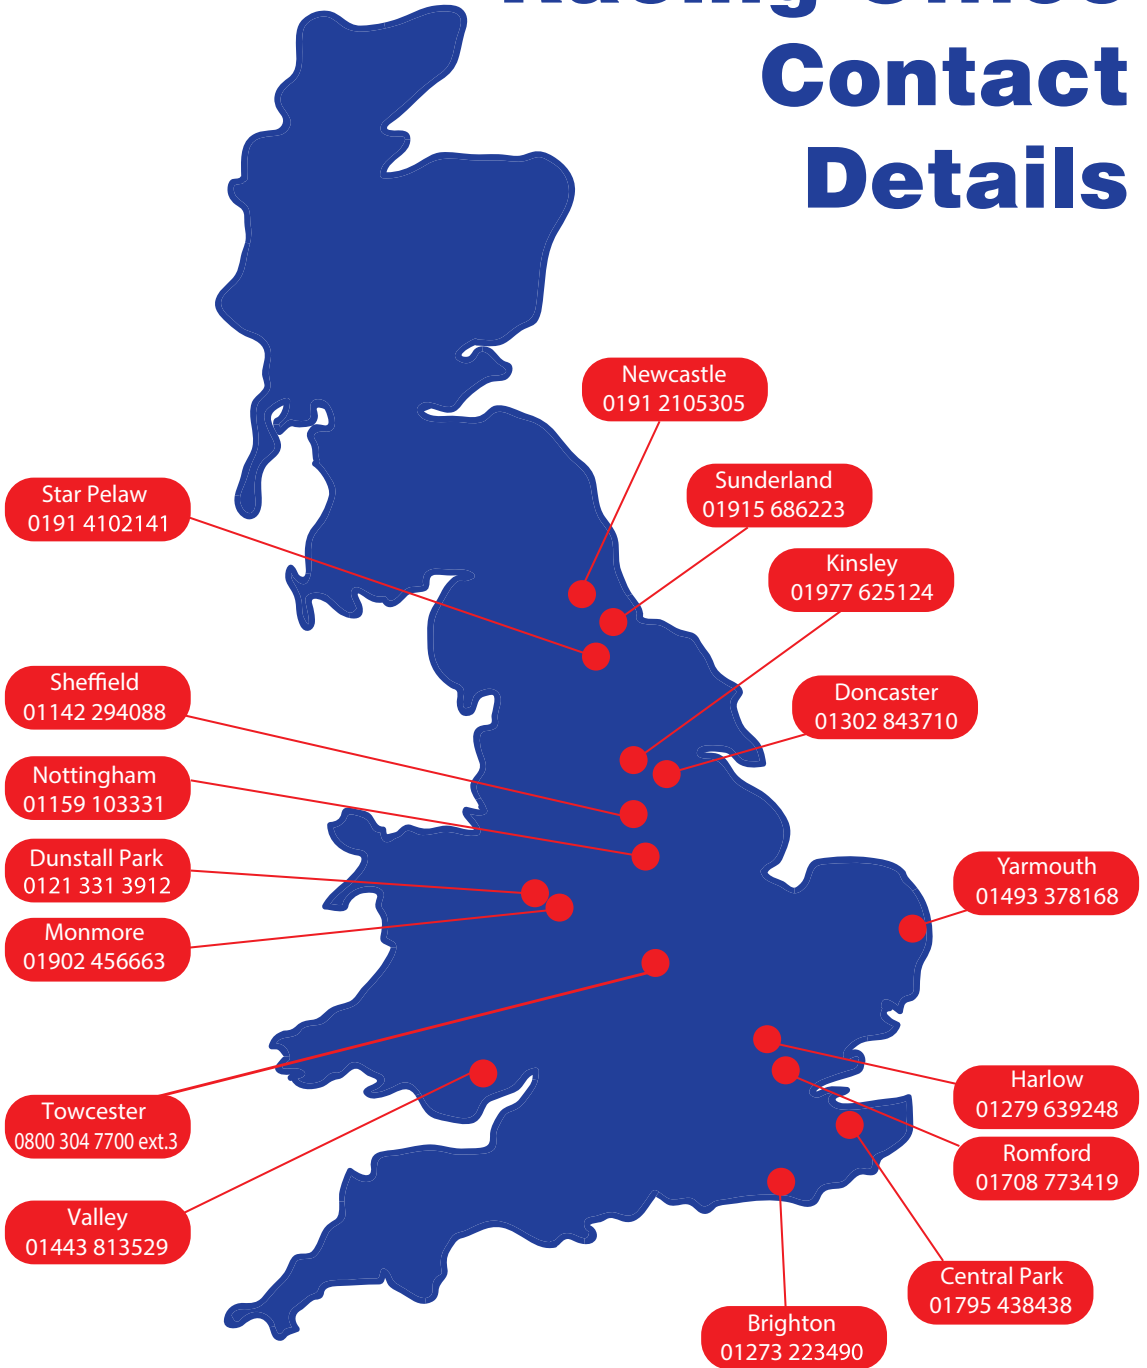 Racing Office
Contact
Details
Newcastle
0191 2105305
Sunderland
01915 686223
Star Pelaw
0191 4102141
Kinsley
01977 625124
Sheffield
01142 294088
Doncaster
01302 843710
Nottingham
01159 103331
Dunstall Park
0121 331 3912
Yarmouth
01493 378168
Monmore
01902 456663
Harlow
01279 639248
Towcester
0800 304 7700 ext.3
Romford
01708 773419
Valley
01443 813529
Central Park
01795 438438
Brighton
01273 223490